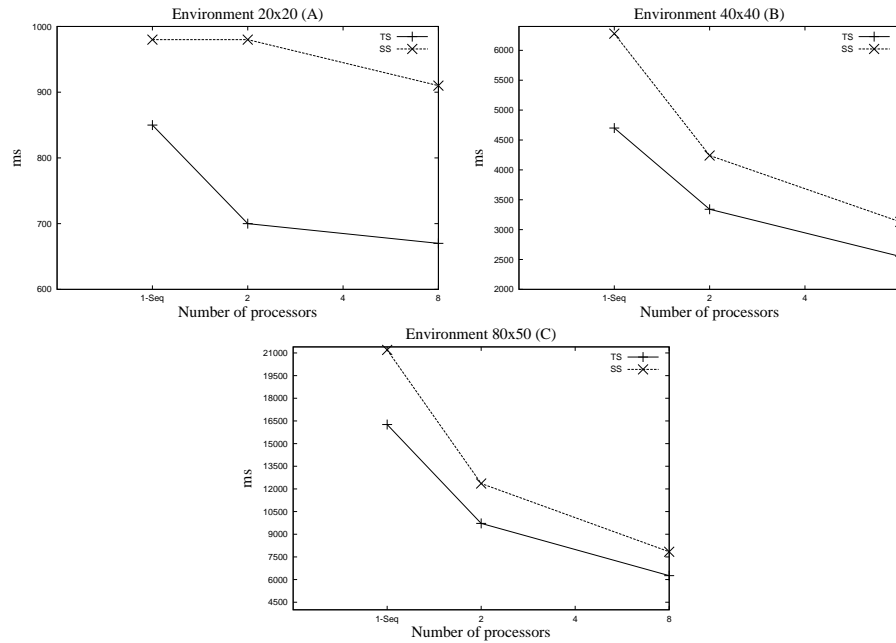 Environment 20x20 (A)
1000
900
800
700
600
ms
TS
SS
1-Seq 2 4 8
Number of processors
Environment 40x40 (B)
6000
5500
5000
4500
4000
3500
3000
2500
2000
ms
TS
SS
1-Seq 2 4
Number of processors
Environment 80x50 (C)
21000
19500
18000
16500
15000
13500
12000
10500
9000
7500
6000
4500
ms
TS
SS
1-Seq 2 4 8
Number of processors